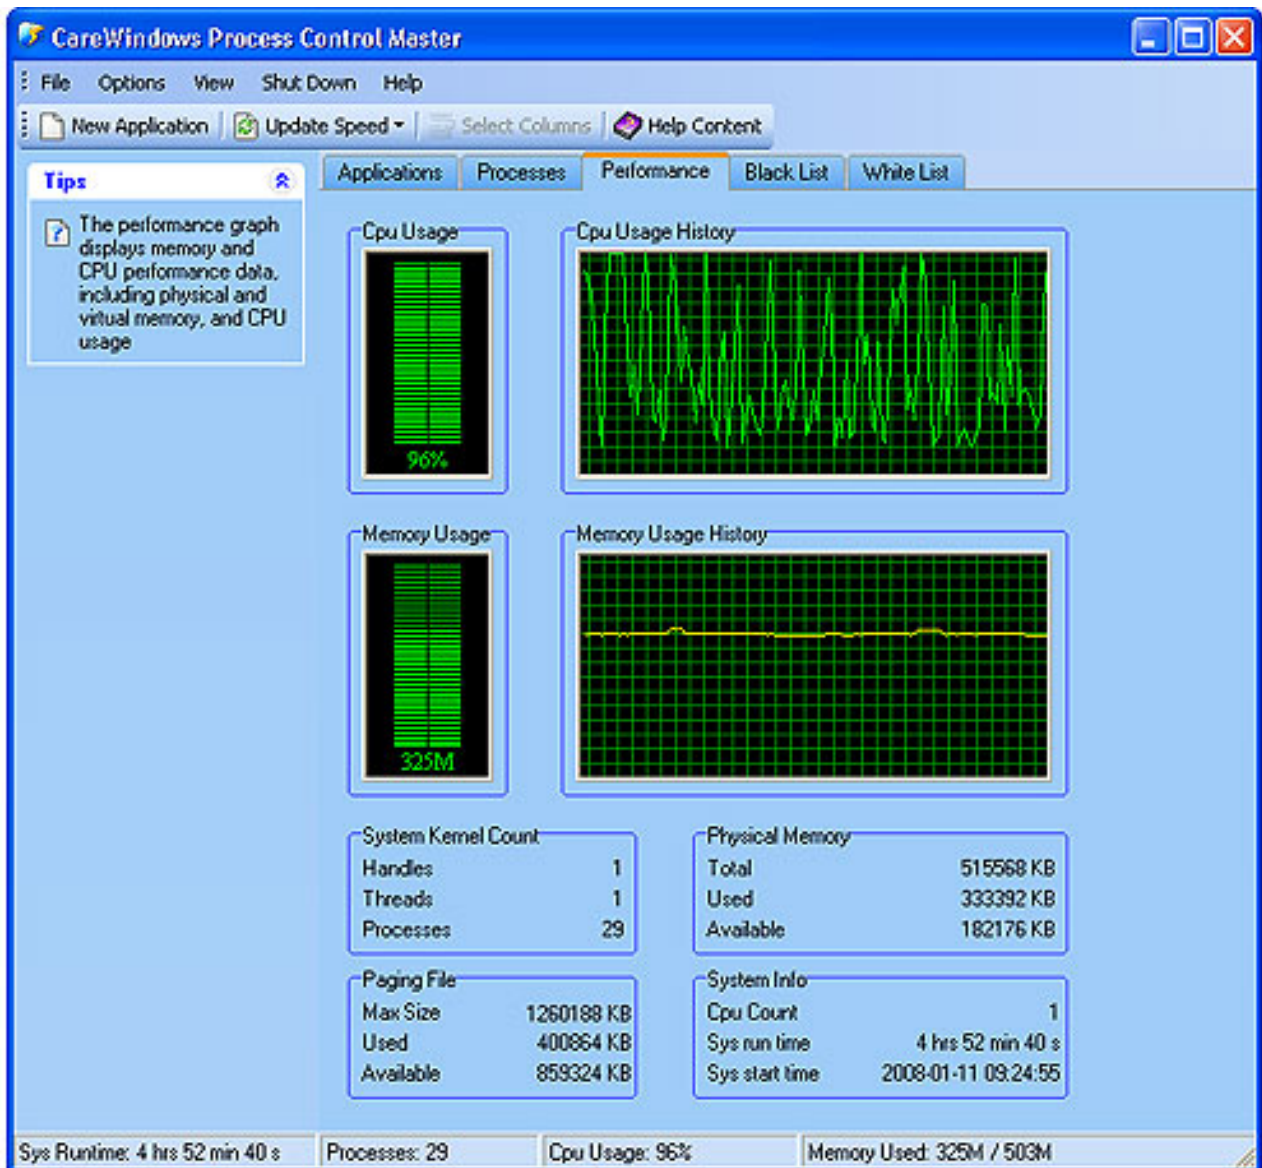 CareWindows Process Control Master
File Options View Shut Down Help
New Application Update Speed Select Columns Help Content
Tips
The performance graph
displays memory and
CPU performance data,
including physical and
virtual memory, and CPU
usage
Applications Processes Performance Black List White List
Cpu Usage
96%
Cpu Usage History
Memory Usage
325M
Memory Usage History
System Kernel Count
Handles 1
Threads 1
Processes 29
Physical Memory
Total 515568 KB
Used 333392 KB
Available 182176 KB
Paging File
Max Size 1260188 KB
Used 400864 KB
Available 859324 KB
System Info
Cpu Count 1
Sys run time 4 hrs 52 min 40 s
Sys start time 2008-01-11 09:24:55
Sys Runtime: 4 hrs 52 min 40 s Processes: 29 Cpu Usage: 96% Memory Used: 325M / 503M